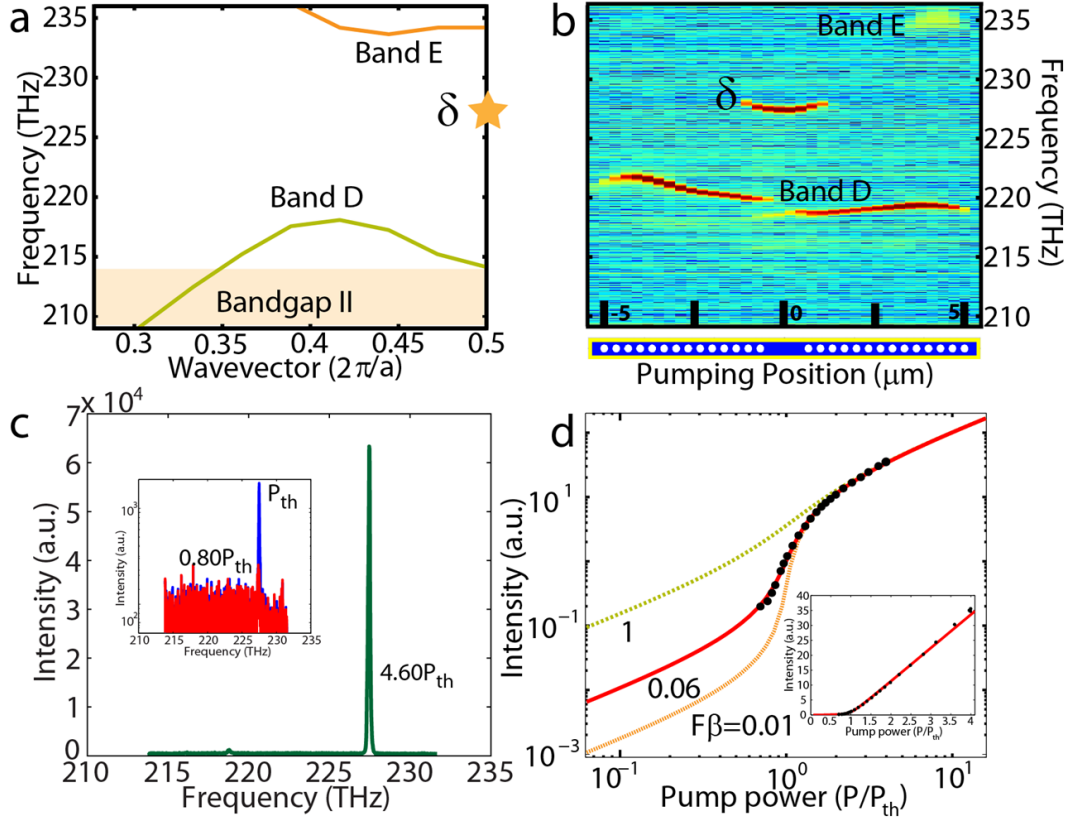 a
236
235
230
225
220
215
210
Frequency (THz)
Band E
δ
Band D
Bandgap II
0.3
0.35
0.4
0.45
0.5
Wavevector (2π/a)
b
Band E
δ
Band D
235
230
225
220
215
210
Frequency (THz)
-5
0
5
Pumping Position (μm)
c
7 x 10^4
6
5
4
3
2
1
0
Intensity (a.u.)
210
215
220
225
230
235
Frequency (THz)
4.60P_th
P_th
0.80P_th
10^3
10^2
Intensity (a.u.)
210
215
220
225
230
235
Frequency (THz)
d
10^1
10^0
10^-1
10^-3
Intensity (a.u.)
1
0.06
Fβ=0.01
10^-1
10^0
10^1
Pump power (P/P_th)
40
35
30
25
20
15
10
5
0
Intensity (a.u.)
0
0.5
1
1.5
2
2.5
3
3.5
4
Pump power (P/P_th)